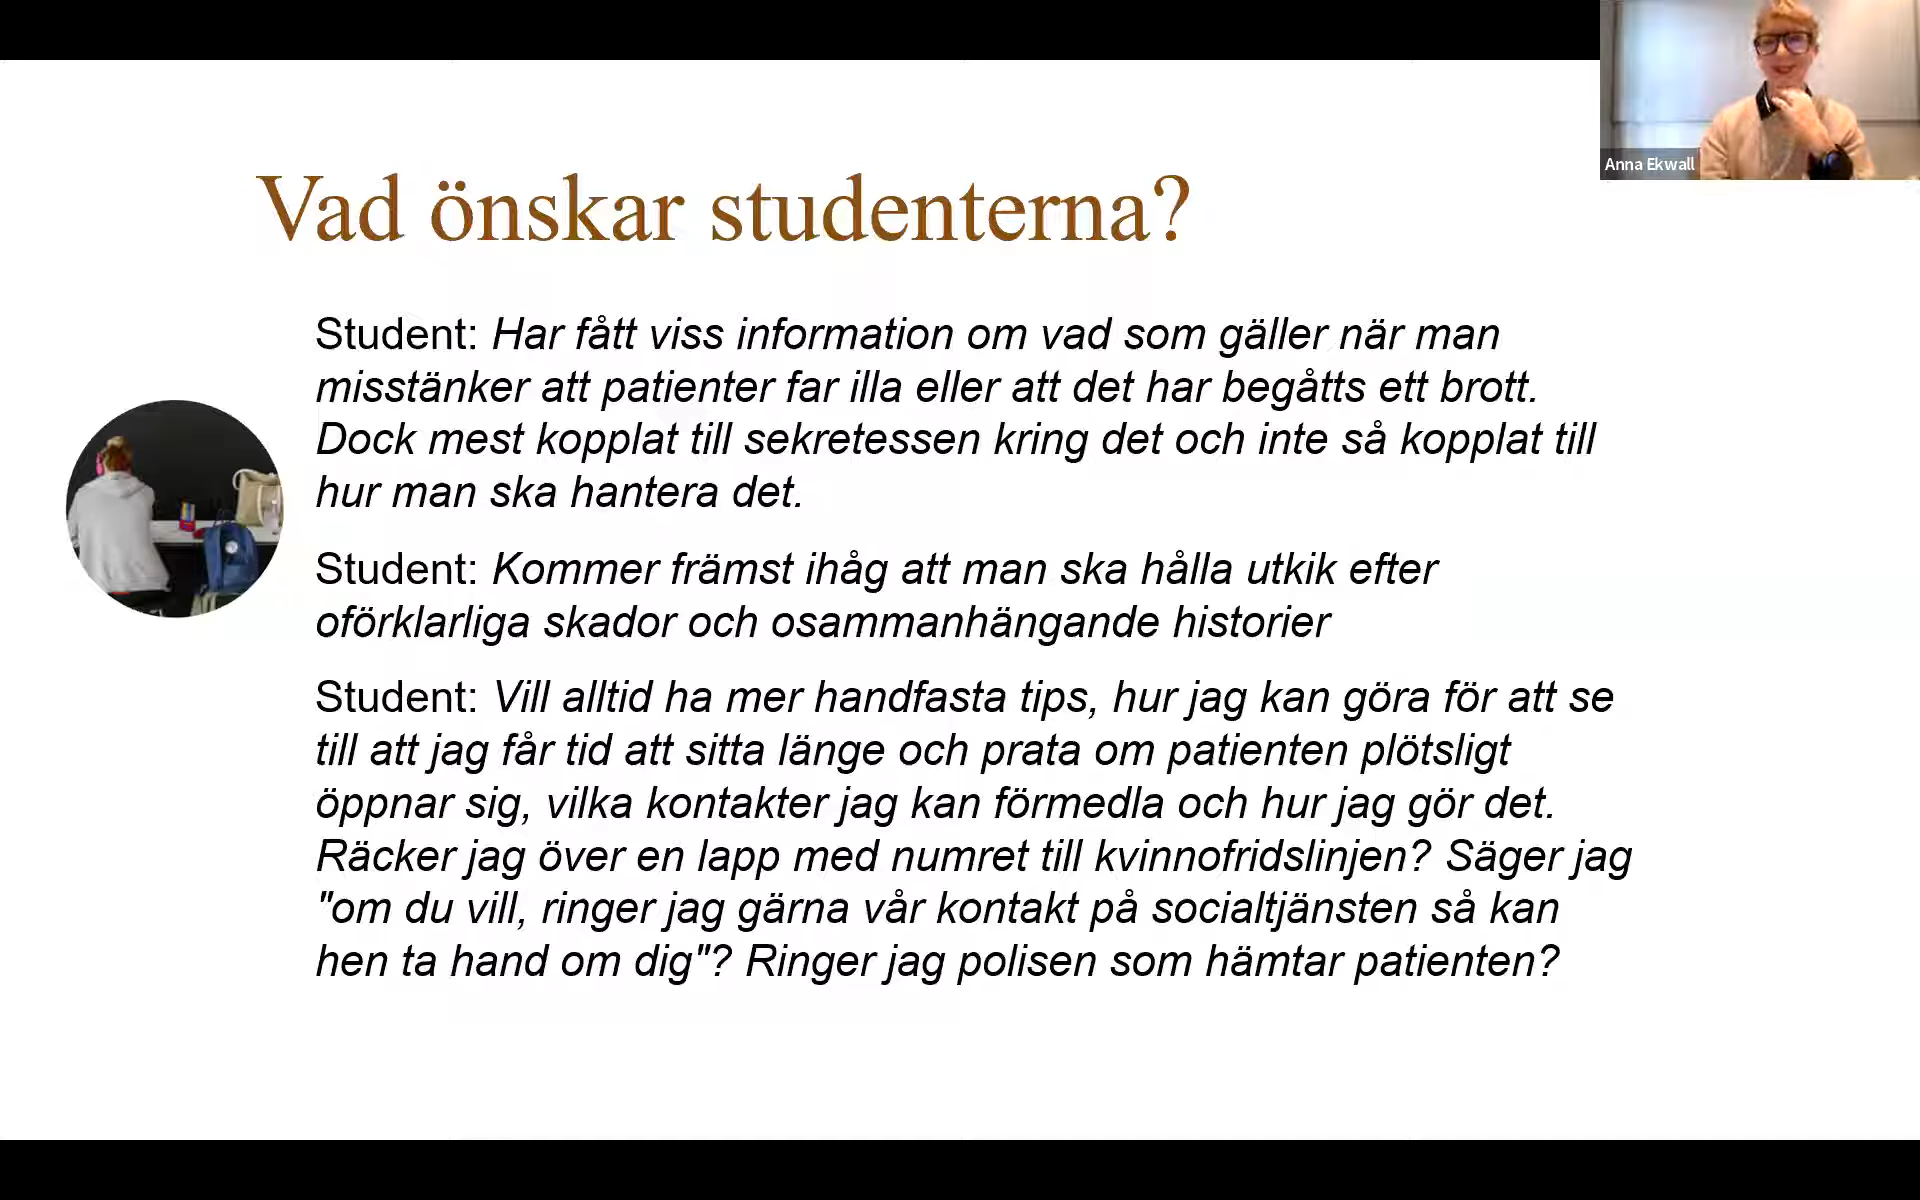 Anna Ekwall
Vad önskar studenterna?
Student: Har fått viss information om vad som gäller när man
misstänker att patienter far illa eller att det har begåtts ett brott.
Dock mest kopplat till sekretessen kring det och inte så kopplat till
hur man ska hantera det.
Student: Kommer främst ihåg att man ska hålla utkik efter
oförklarliga skador och osammanhängande historier
Student: Vill alltid ha mer handfasta tips, hur jag kan göra för att se
till att jag får tid att sitta länge och prata om patienten plötsligt
öppnar sig, vilka kontakter jag kan förmedla och hur jag gör det.
Räcker jag över en lapp med numret till kvinnofridslinjen? Säger jag
"om du vill, ringer jag gärna vår kontakt på socialtjänsten så kan
hen ta hand om dig"? Ringer jag polisen som hämtar patienten?